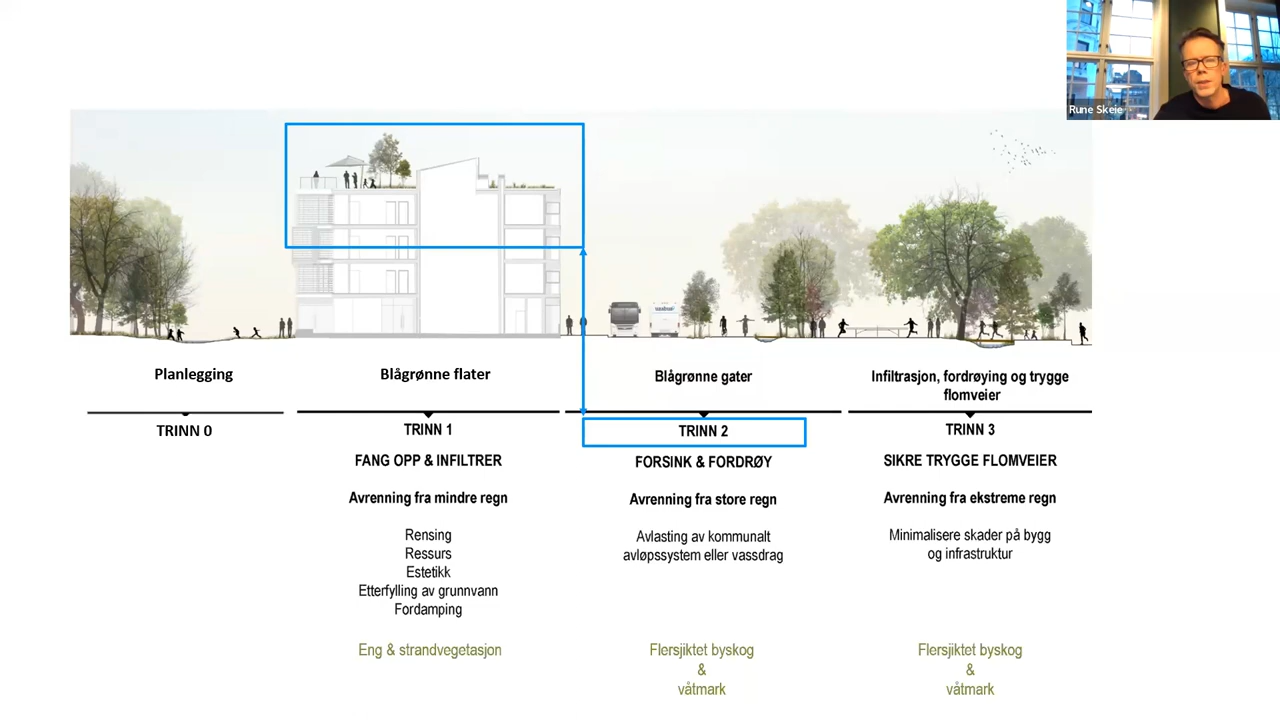 Rune Skeie
Planlegging
Blågrønne flater
Blågrønne gater
Infiltrasjon, fordrøying og trygge
flomveier
TRINN 0
TRINN 1
TRINN 2
TRINN 3
FANG OPP & INFILTRER
FORSINK & FORDRØY
SIKRE TRYGGE FLOMVEIER
Avrenning fra mindre regn
Avrenning fra store regn
Avrenning fra ekstreme regn
Rensing
Ressurs
Estetikk
Etterfylling av grunnvann
Fordamping
Avlasting av kommunalt
avløpssystem eller vassdrag
Minimalisere skader på bygg
og infrastruktur
Eng & strandvegetasjon
Flersjiktet byskog
&
våtmark
Flersjiktet byskog
&
våtmark